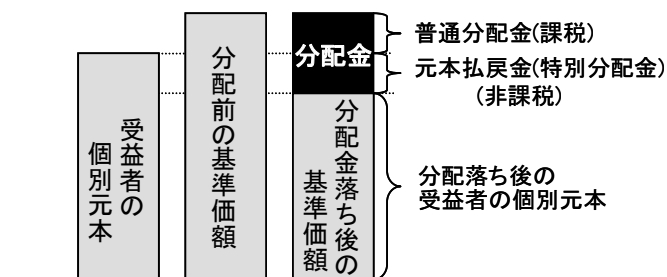 受益者の
個別元本
分配前の基準価額
分配金
分配金落ち後の
基準価額
普通分配金(課税)
元本払戻金(特別分配金)
(非課税)
分配落ち後の
受益者の個別元本